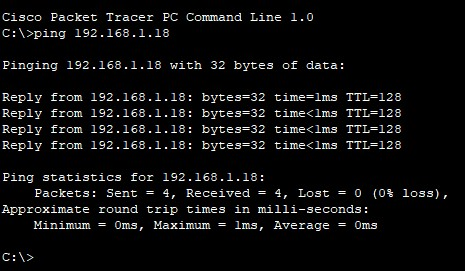 Cisco Packet Tracer PC Command Line 1.0
C:\>ping 192.168.1.18
Pinging 192.168.1.18 with 32 bytes of data:
Reply from 192.168.1.18: bytes=32 time=1ms TTL=128
Reply from 192.168.1.18: bytes=32 time<1ms TTL=128
Reply from 192.168.1.18: bytes=32 time<1ms TTL=128
Reply from 192.168.1.18: bytes=32 time<1ms TTL=128
Ping statistics for 192.168.1.18:
Packets: Sent = 4, Received = 4, Lost = 0 (0% loss),
Approximate round trip times in milli-seconds:
Minimum = 0ms, Maximum = 1ms, Average = 0ms
C:\>